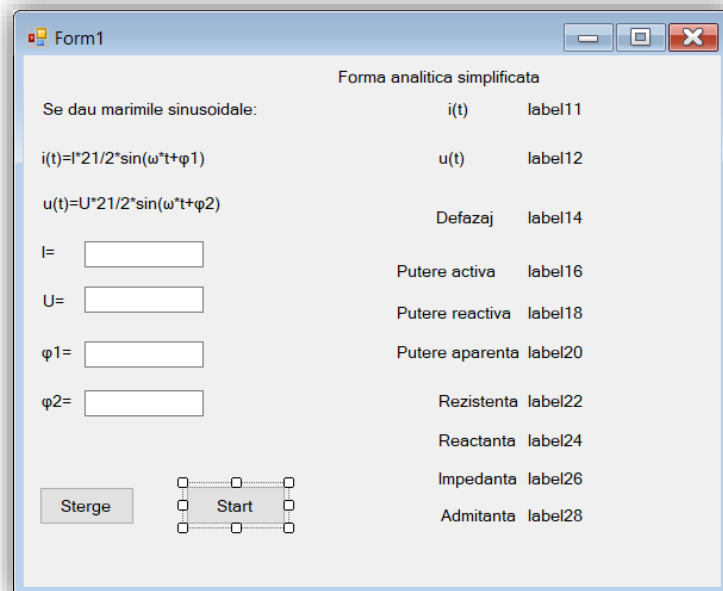 Form1
Forma analitica simplificata
Se dau marimile sinusoidale:
i(t) label11
i(t)=I*21/2*sin(ω*t+φ1)
u(t) label12
u(t)=U*21/2*sin(ω*t+φ2)
Defazaj label14
I=
Putere activa label16
U=
Putere reactiva label18
φ1=
Putere aparenta label20
φ2=
Rezistenta label22
Reactanta label24
Impedanta label26
Sterge
Start
Admitanta label28